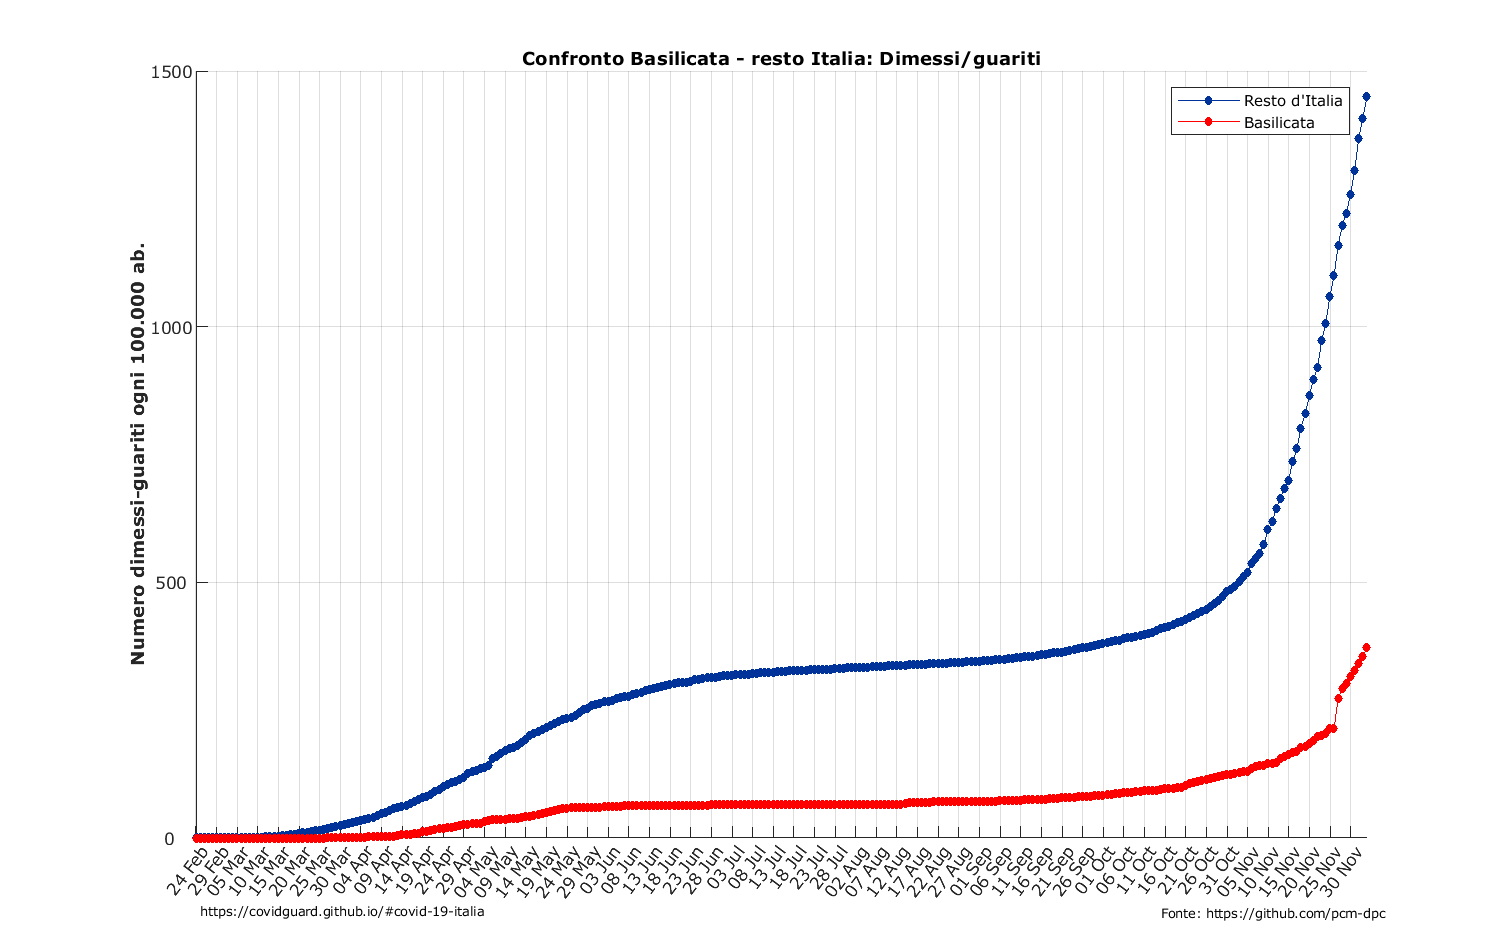 Confronto Basilicata - resto Italia: Dimessi/guariti
Numero dimessi-guariti ogni 100.000 ab.
1500
1000
500
0
Resto d'Italia
Basilicata
24 Feb
29 Feb
05 Mar
10 Mar
15 Mar
20 Mar
25 Mar
30 Mar
04 Apr
09 Apr
14 Apr
19 Apr
24 Apr
29 Apr
04 May
09 May
14 May
19 May
24 May
29 May
03 Jun
08 Jun
13 Jun
18 Jun
23 Jun
28 Jun
03 Jul
08 Jul
13 Jul
18 Jul
23 Jul
28 Jul
02 Aug
07 Aug
12 Aug
17 Aug
22 Aug
27 Aug
01 Sep
06 Sep
11 Sep
16 Sep
21 Sep
26 Sep
01 Oct
06 Oct
11 Oct
16 Oct
21 Oct
26 Oct
31 Oct
05 Nov
10 Nov
15 Nov
20 Nov
25 Nov
30 Nov
https://covidguard.github.io/#covid-19-italia
Fonte: https://github.com/pcm-dpc